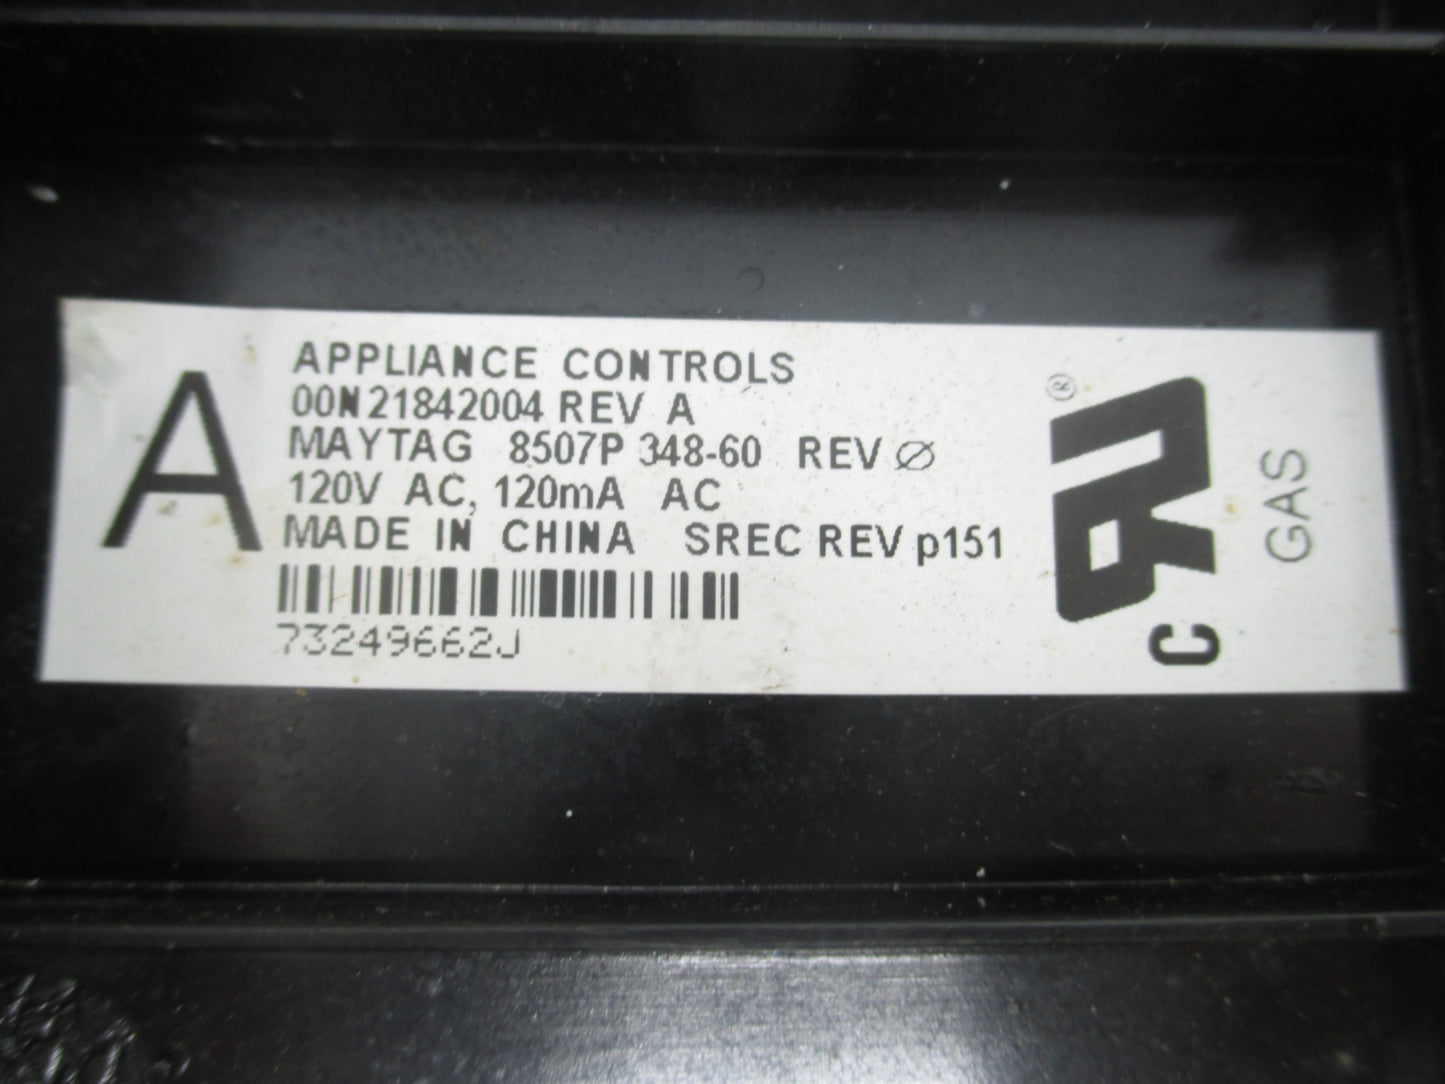 A
APPLIANCE CONTROLS
00N21842004 REV A
MAYTAG 8507P 348-60 REV Ø
120V AC, 120mA AC
MADE IN CHINA SREC REV p151
73249662J
®
C
GAS